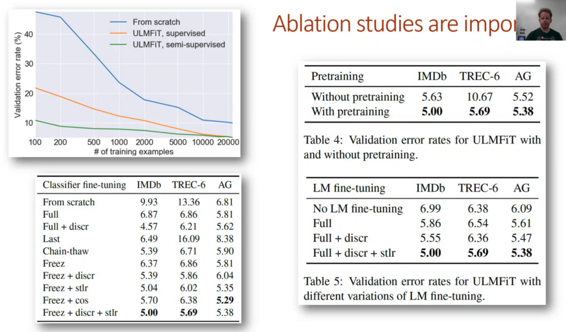 Ablation studies are impor
From scratch
ULMFiT, supervised
ULMFiT, semi-supervised
Validation error rate (%)
40
30
20
10
100 200 500 1000 2000 5000 10000 20000
# of training examples
Classifier fine-tuning IMDb TREC-6 AG
From scratch 9.93 13.36 6.81
Full 6.87 6.86 5.81
Full + discr 4.57 6.21 5.62
Last 6.49 16.09 8.38
Chain-thaw 5.39 6.71 5.90
Freez 6.37 6.86 5.81
Freez + discr 5.39 5.86 6.04
Freez + stlr 5.04 6.02 5.35
Freez + cos 5.70 6.38 5.29
Freez + discr + stlr 5.00 5.69 5.38
Pretraining IMDb TREC-6 AG
Without pretraining 5.63 10.67 5.52
With pretraining 5.00 5.69 5.38
Table 4: Validation error rates for ULMFiT with
and without pretraining.
LM fine-tuning IMDb TREC-6 AG
No LM fine-tuning 6.99 6.38 6.09
Full 5.86 6.54 5.61
Full + discr 5.55 6.36 5.47
Full + discr + stlr 5.00 5.69 5.38
Table 5: Validation error rates for ULMFiT with
different variations of LM fine-tuning.